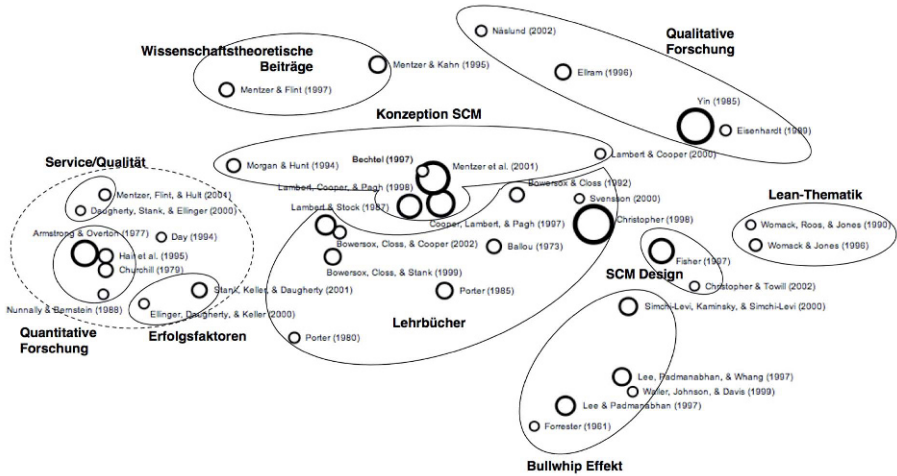 Näslund (2002)
Qualitative
Forschung
Wissenschaftstheoretische
Beiträge
Mentzer & Kahn (1995)
Ellram (1996)
Mentzer & Flint (1997)
Yin (1985)
Konzeption SCM
Eisenhardt (1989)
Service/Qualität
Morgan & Hunt (1994)
Bechtel (1997)
Mentzer et al. (2001)
Lambert & Cooper (2000)
Lambert, Cooper, & Pagh (1998)
Bowersox & Closs (1992)
Lean-Thematik
Mentzer, Flint, & Hult (2001)
Svensson (2000)
Daugherty, Stank, & Ellinger (2000)
Lambert & Stock (1987)
Cooper, Lambert, & Pagh (1997)
Christopher (1998)
Womack, Roos, & Jones (1990)
Armstrong & Overton (1977)
Day (1994)
Bowersox, Closs, & Cooper (2002)
Ballou (1973)
Womack & Jones (1996)
Hair et al. (1995)
Fisher (1997)
Churchill (1979)
Bowersox, Closs, & Stank (1999)
SCM Design
Stank, Keller, & Daugherty (2001)
Porter (1985)
Christopher & Towill (2002)
Nunnally & Bernstein (1988)
Ellinger, Daugherty, & Keller (2000)
Simchi-Levi, Kaminsky, & Simchi-Levi (2000)
Quantitative
Forschung
Erfolgsfaktoren
Lehrbücher
Porter (1980)
Lee, Padmanabhan, & Whang (1997)
Waller, Johnson, & Davis (1999)
Lee & Padmanabhan (1997)
Forrester (1961)
Bullwhip Effekt